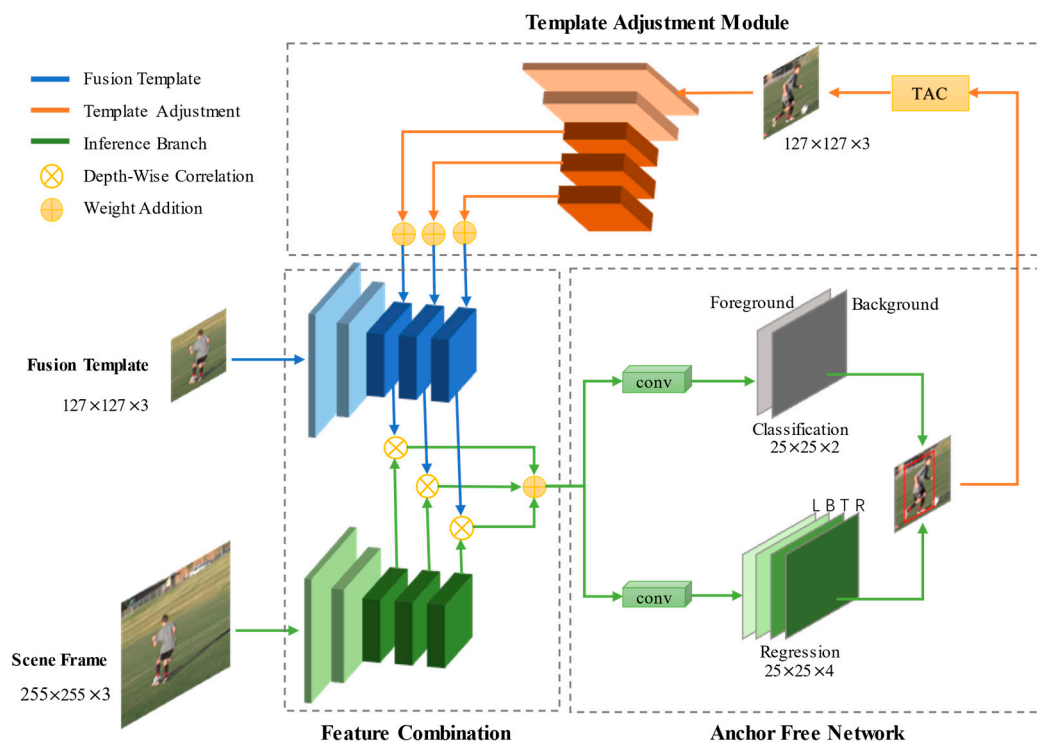 Template Adjustment Module
Fusion Template
Template Adjustment
Inference Branch
Depth-Wise Correlation
Weight Addition
TAC
127×127×3
Fusion Template
127×127×3
Foreground
Background
conv
Classification
25×25×2
L B T R
conv
Regression
25×25×4
Scene Frame
255×255×3
Feature Combination
Anchor Free Network